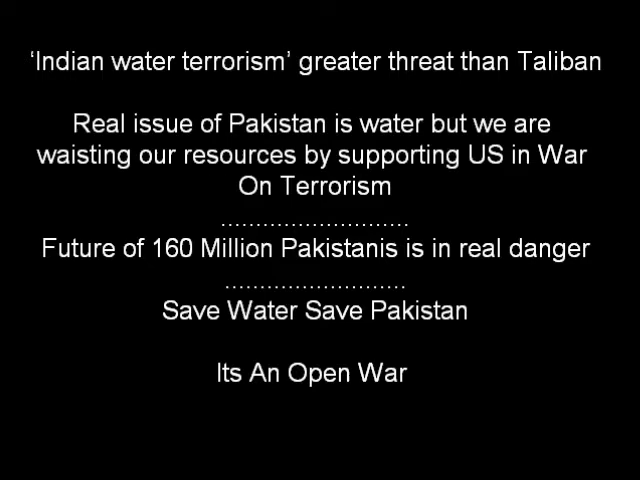 ‘Indian water terrorism’ greater threat than Taliban
Real issue of Pakistan is water but we are
waisting our resources by supporting US in War
On Terrorism
...........................
Future of 160 Million Pakistanis is in real danger
..........................
Save Water Save Pakistan
Its An Open War